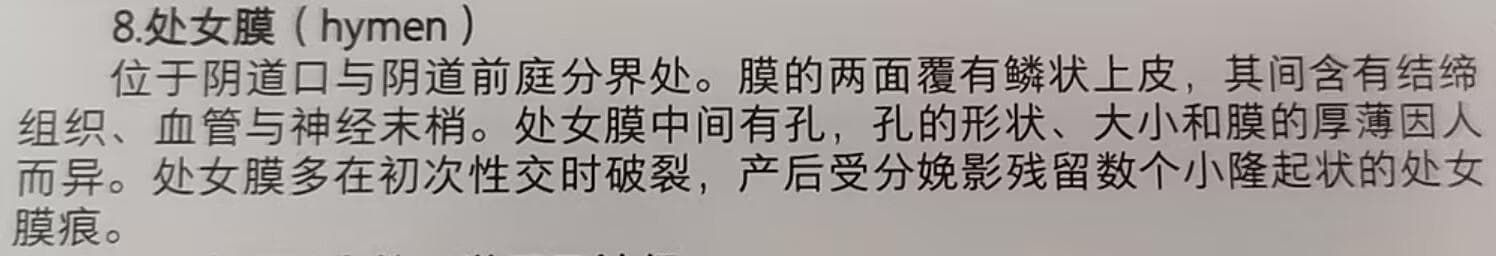 8.处女膜（hymen）
位于阴道口与阴道前庭分界处。膜的两面覆有鳞状上皮，其间含有结缔
组织、血管与神经末梢。处女膜中间有孔，孔的形状、大小和膜的厚薄因人
而异。处女膜多在初次性交时破裂，产后受分娩影残留数个小隆起状的处女
膜痕。